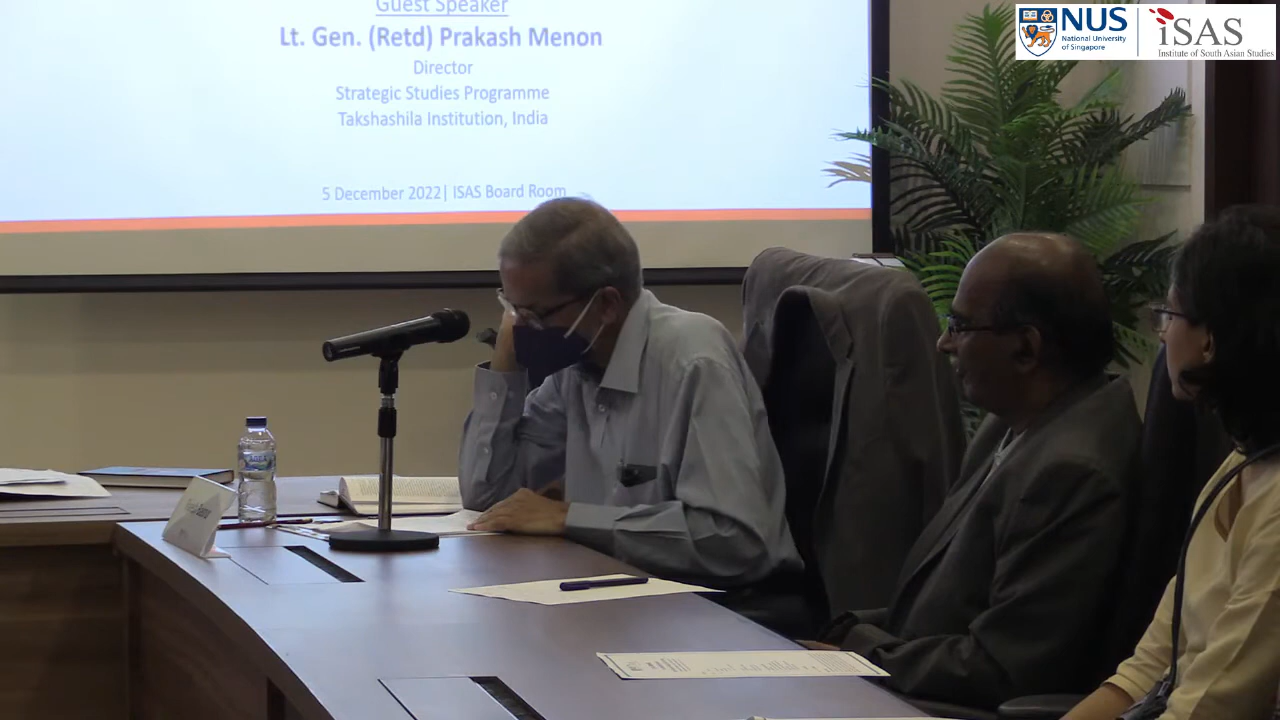 Guest Speaker
Lt. Gen. (Retd) Prakash Menon
Director
Strategic Studies Programme
Takshashila Institution, India
5 December 2022| ISAS Board Room
NUS
National University
of Singapore
iSAS
Institute of South Asian Studies